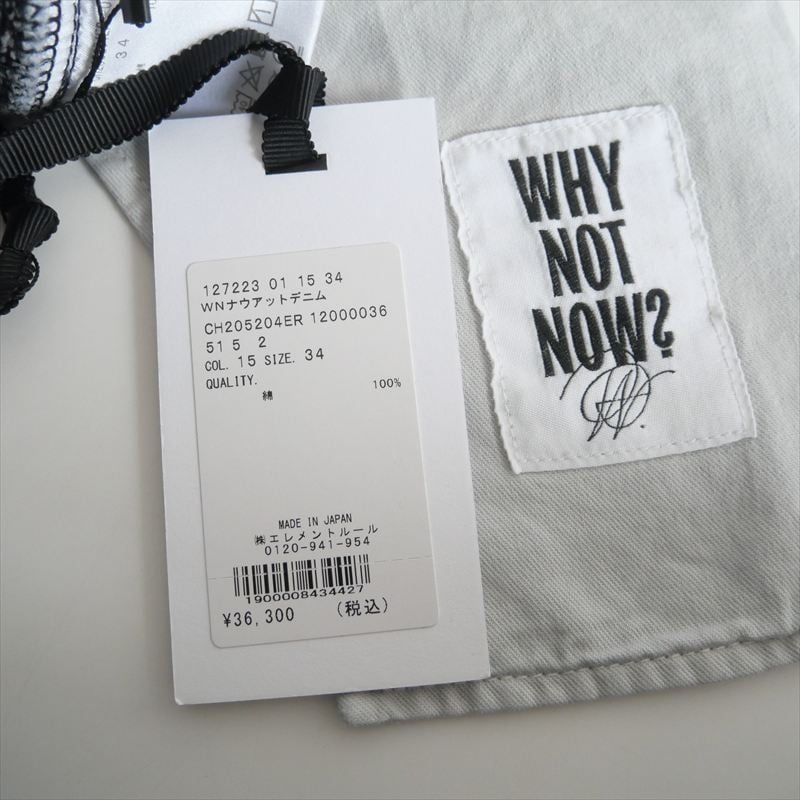 34
127223 01 15 34
WNナウアットデニム
CH205204ER 12000036
51 5 2
COL. 15 SIZE. 34
QUALITY.
綿 100%
MADE IN JAPAN
㈱エレメントルール
0120-941-954
1900008434427
¥36,300 (税込)
WHY
NOT
NOW?